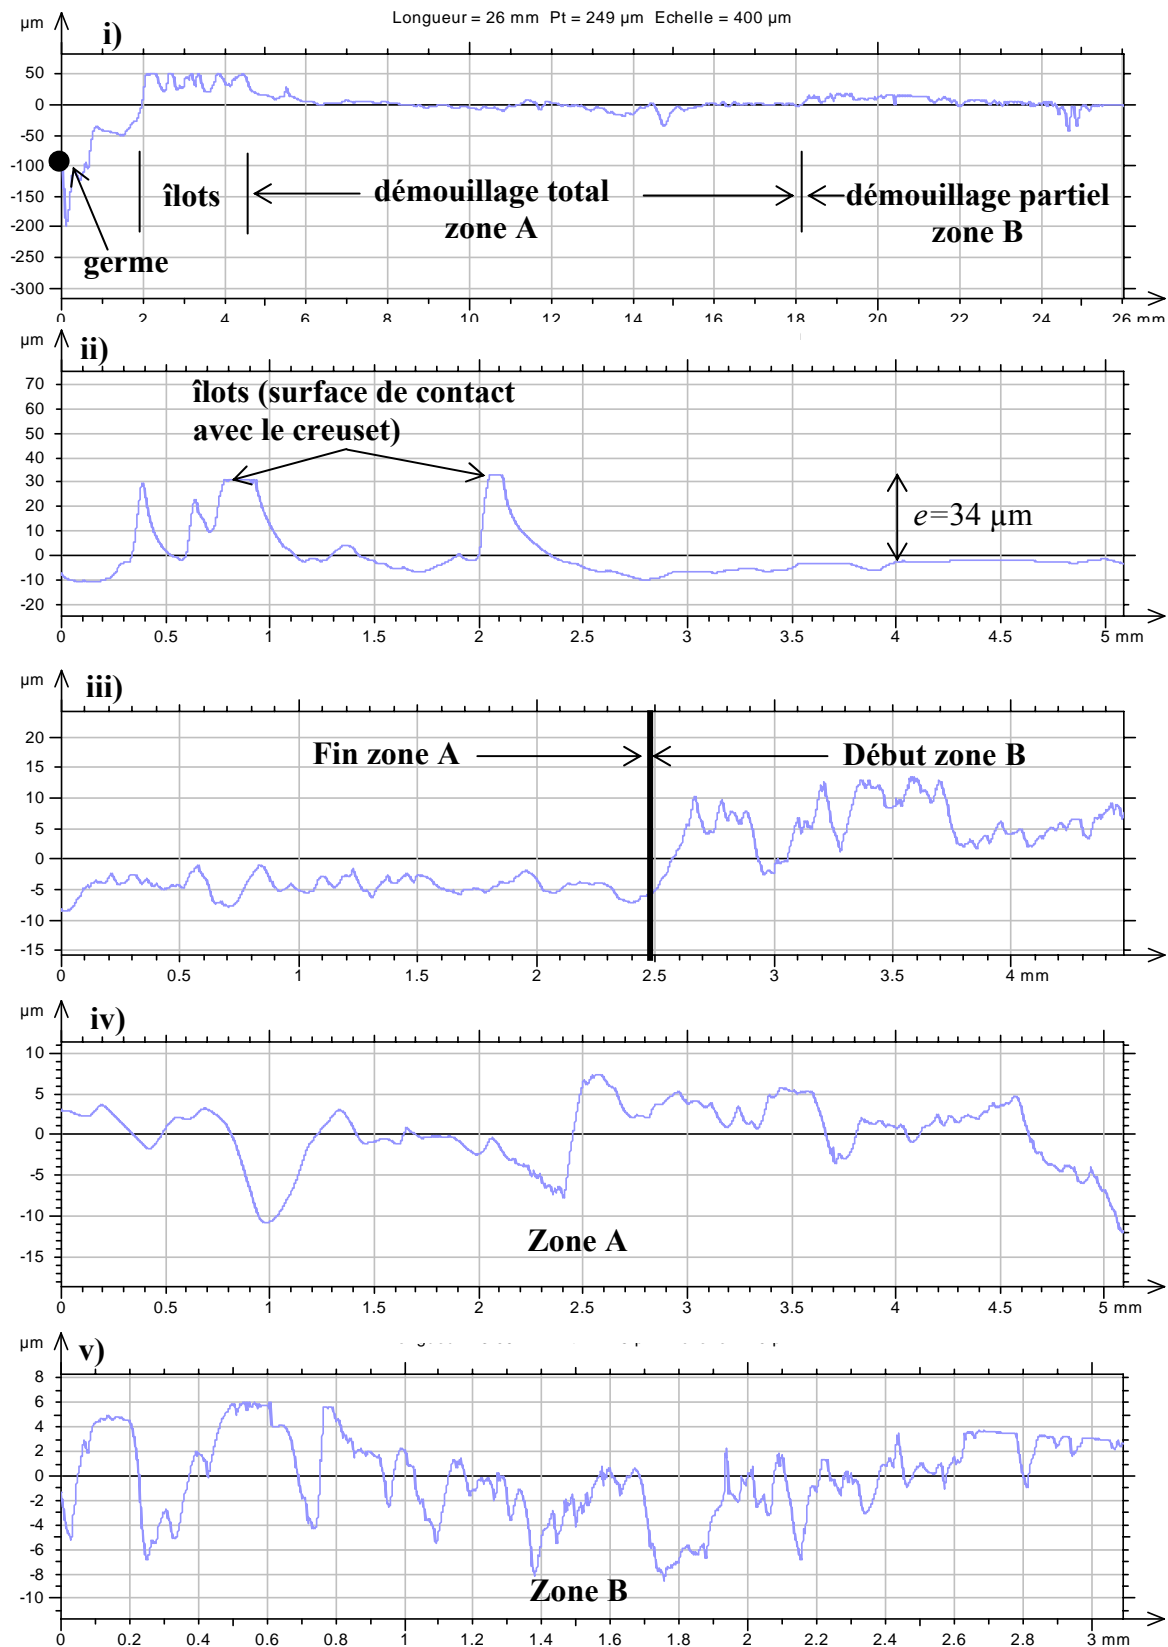 Longueur = 26 mm Pt = 249 µm Echelle = 400 µm
µm
i)
50
0
-50
-100
-150
-200
-250
-300
îlots
démouillage total
zone A
démouillage partiel
zone B
germe
0 2 4 6 8 10 12 14 16 18 20 22 24 26 mm
µm
ii)
70
60
50
40
30
20
10
0
-10
-20
îlots (surface de contact
avec le creuset)
e=34 µm
0 0.5 1 1.5 2 2.5 3 3.5 4 4.5 5 mm
µm
iii)
20
15
10
5
0
-5
-10
-15
Fin zone A
Début zone B
0 0.5 1 1.5 2 2.5 3 3.5 4 mm
µm
iv)
10
5
0
-5
-10
-15
Zone A
0 0.5 1 1.5 2 2.5 3 3.5 4 4.5 5 mm
µm
v)
8
6
4
2
0
-2
-4
-6
-8
-10
Zone B
0 0.2 0.4 0.6 0.8 1 1.2 1.4 1.6 1.8 2 2.2 2.4 2.6 2.8 3 mm